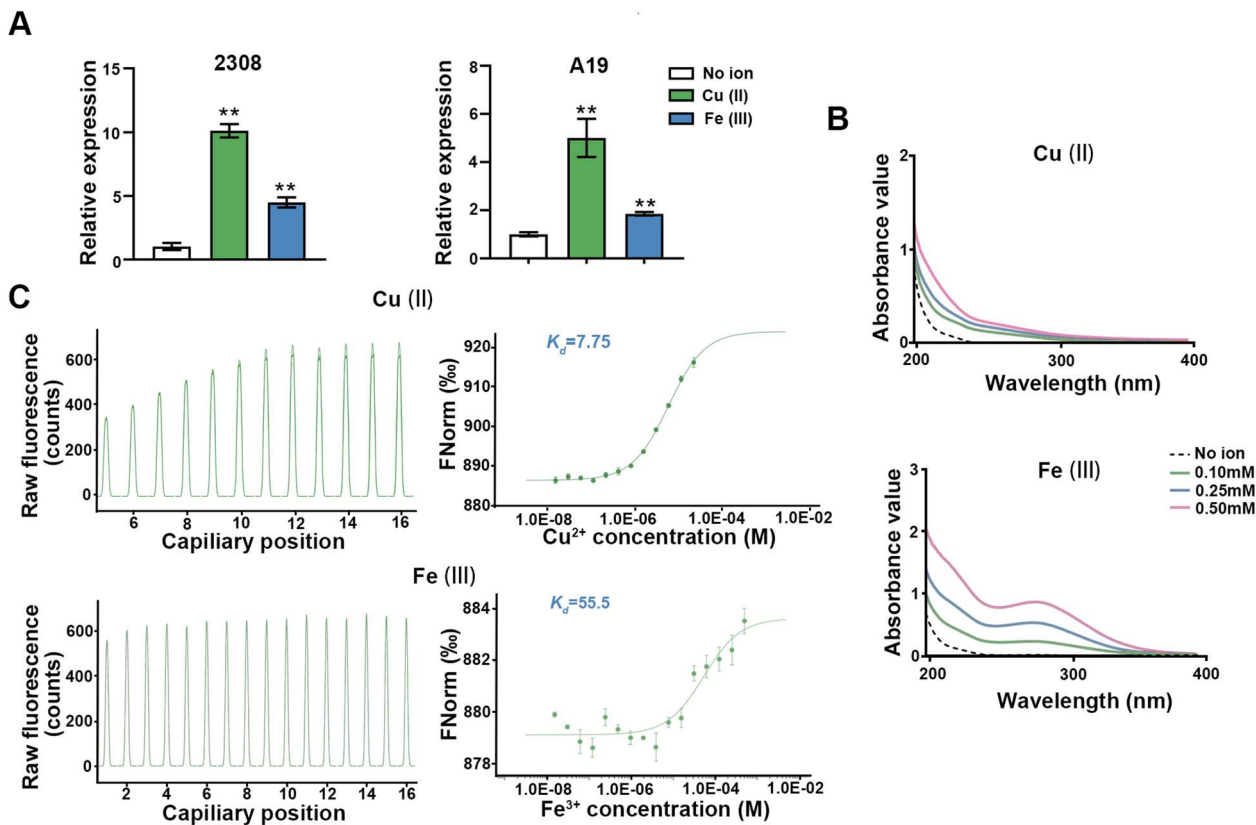 A
2308
Relative expression
15
10
5
0
**
**
A19
Relative expression
8
6
4
2
0
**
**
No ion
Cu (II)
Fe (III)
B
Cu (II)
Absorbance value
2
1
0
200
300
400
Wavelength (nm)
Fe (III)
Absorbance value
3
2
1
0
200
300
400
Wavelength (nm)
No ion
0.10mM
0.25mM
0.50mM
C
Cu (II)
Raw fluorescence
(counts)
600
400
200
0
6 8 10 12 14 16
Capiliary position
Kd=7.75
FNorm (‰)
920
910
900
890
880
1.0E-08 1.0E-06 1.0E-04 1.0E-02
Cu²⁺ concentration (M)
Fe (III)
Raw fluorescence
(counts)
600
400
200
0
2 4 6 8 10 12 14 16
Capiliary position
Kd=55.5
FNorm (‰)
884
882
880
878
1.0E-08 1.0E-06 1.0E-04 1.0E-02
Fe³⁺ concentration (M)